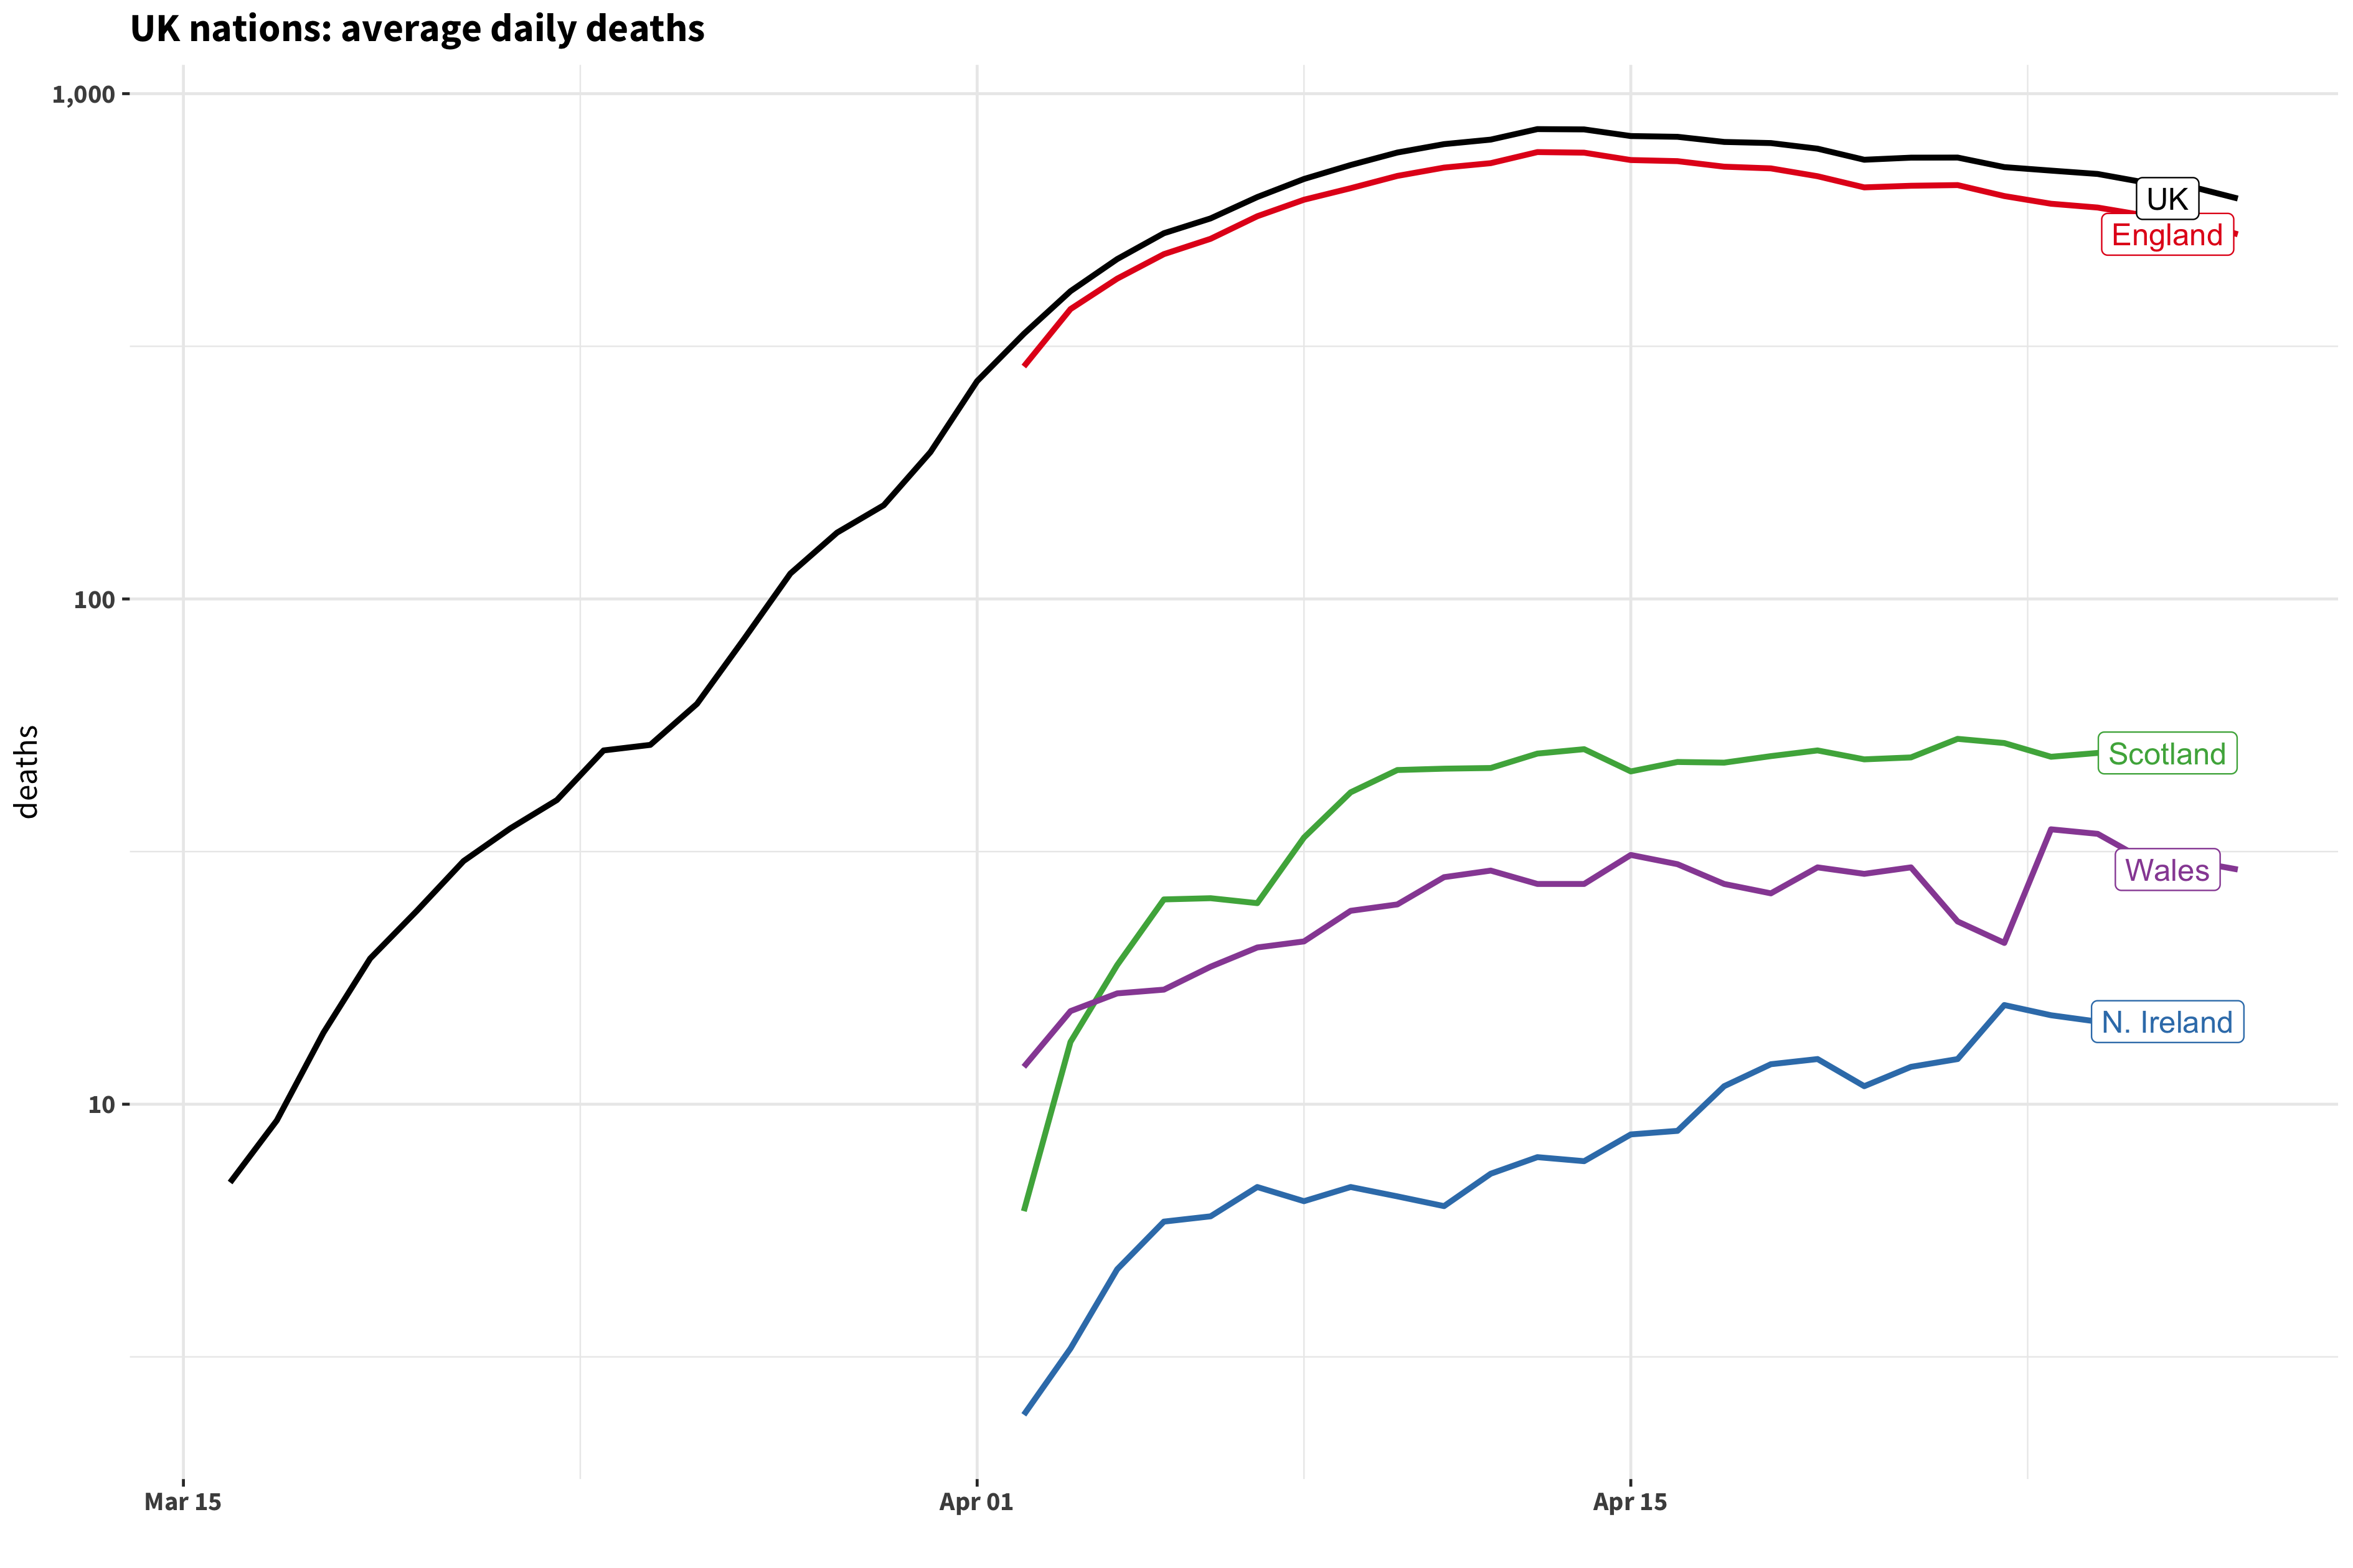 UK nations: average daily deaths
1,000
100
10
deaths
UK
England
Scotland
Wales
N. Ireland
Mar 15
Apr 01
Apr 15